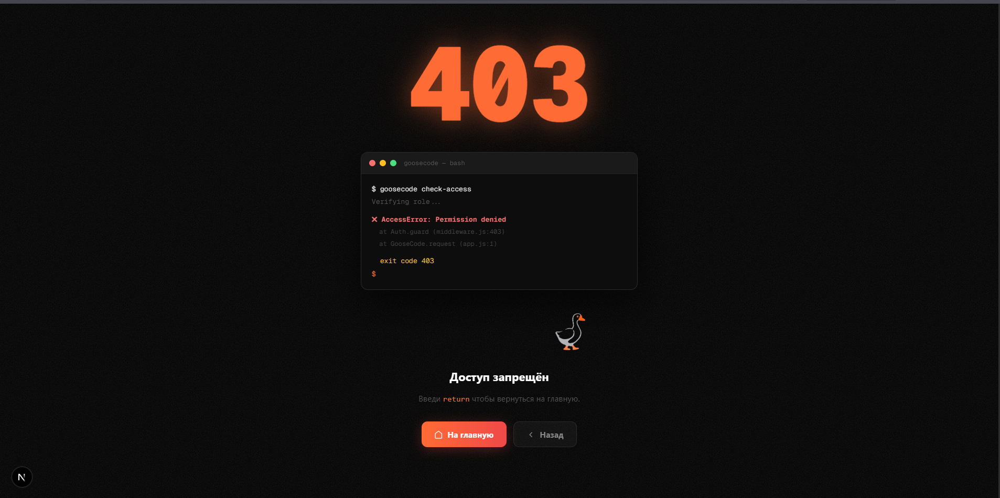 403
goosecode — bash
$ goosecode check-access
Verifying role...
✕ AccessError: Permission denied
at Auth.guard (middleware.js:403)
at GooseCode.request (app.js:1)
exit code 403
$
Доступ запрещён
Введи return чтобы вернуться на главную.
На главную
Назад
N